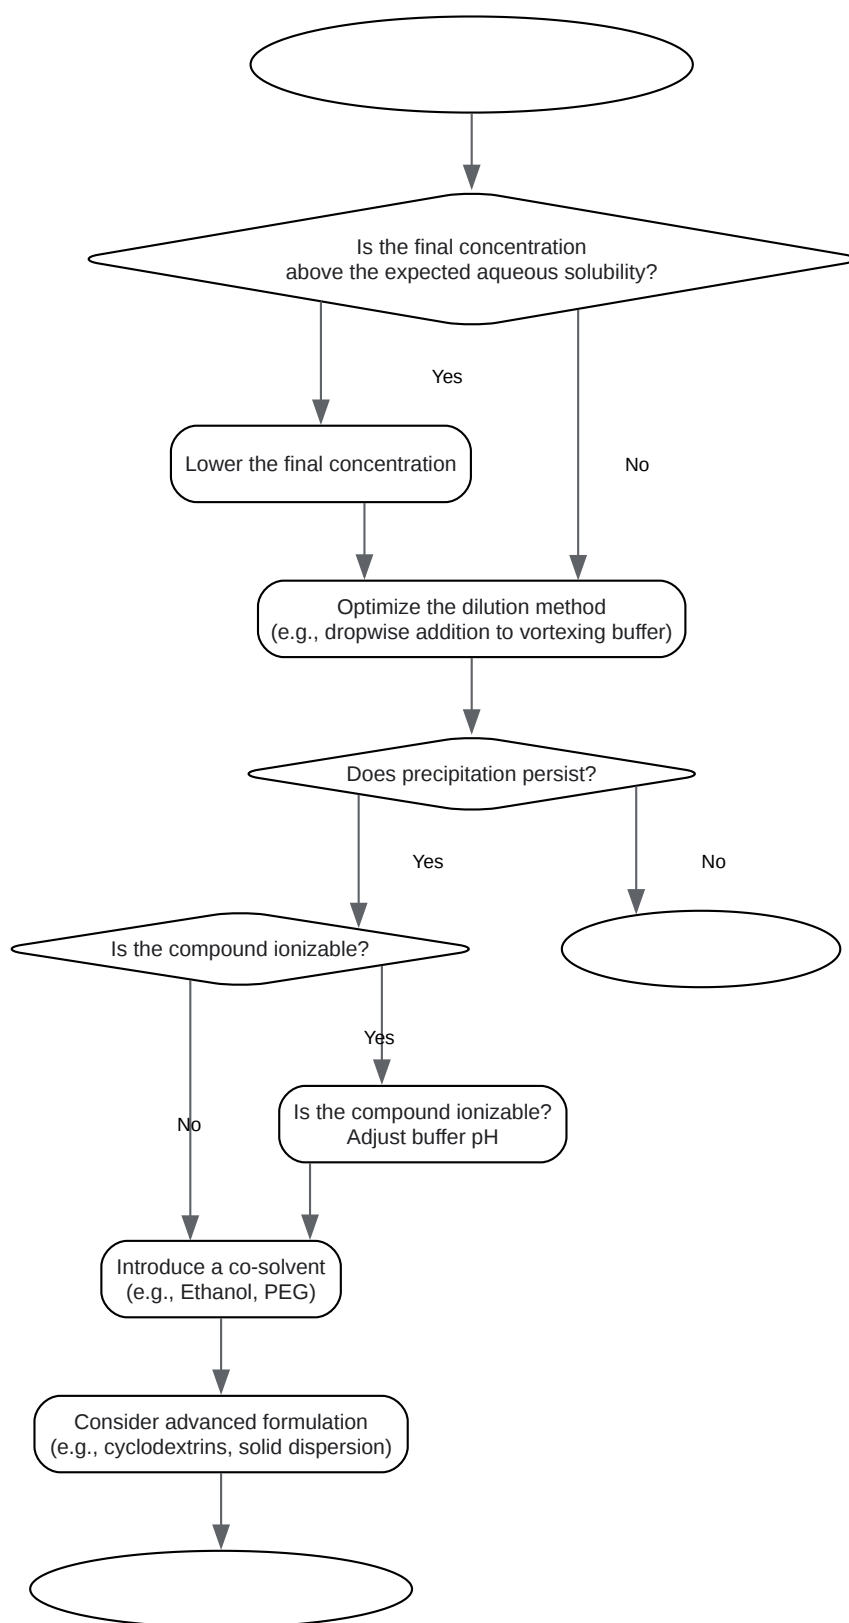 Is the final concentration
above the expected aqueous solubility?
Yes
Lower the final concentration
No
Optimize the dilution method
(e.g., dropwise addition to vortexing buffer)
Does precipitation persist?
Yes
No
Is the compound ionizable?
Yes
Is the compound ionizable?
Adjust buffer pH
No
Introduce a co-solvent
(e.g., Ethanol, PEG)
Consider advanced formulation
(e.g., cyclodextrins, solid dispersion)